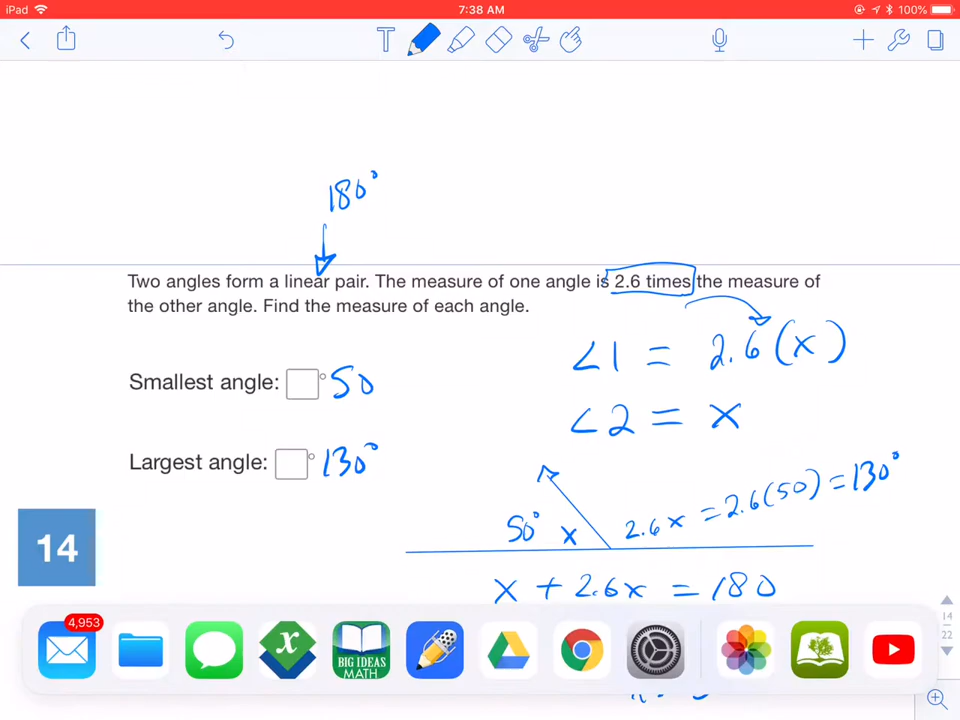 iPad 7:38 AM 100%
T
180°
Two angles form a linear pair. The measure of one angle is 2.6 times the measure of
the other angle. Find the measure of each angle.
∠1 = 2.6(x)
Smallest angle: ° 50
∠2 = x
Largest angle: ° 130°
50° x 2.6x = 2.6(50) = 130°
14
x + 2.6x = 180
4,953
14
22
BIG IDEAS
MATH